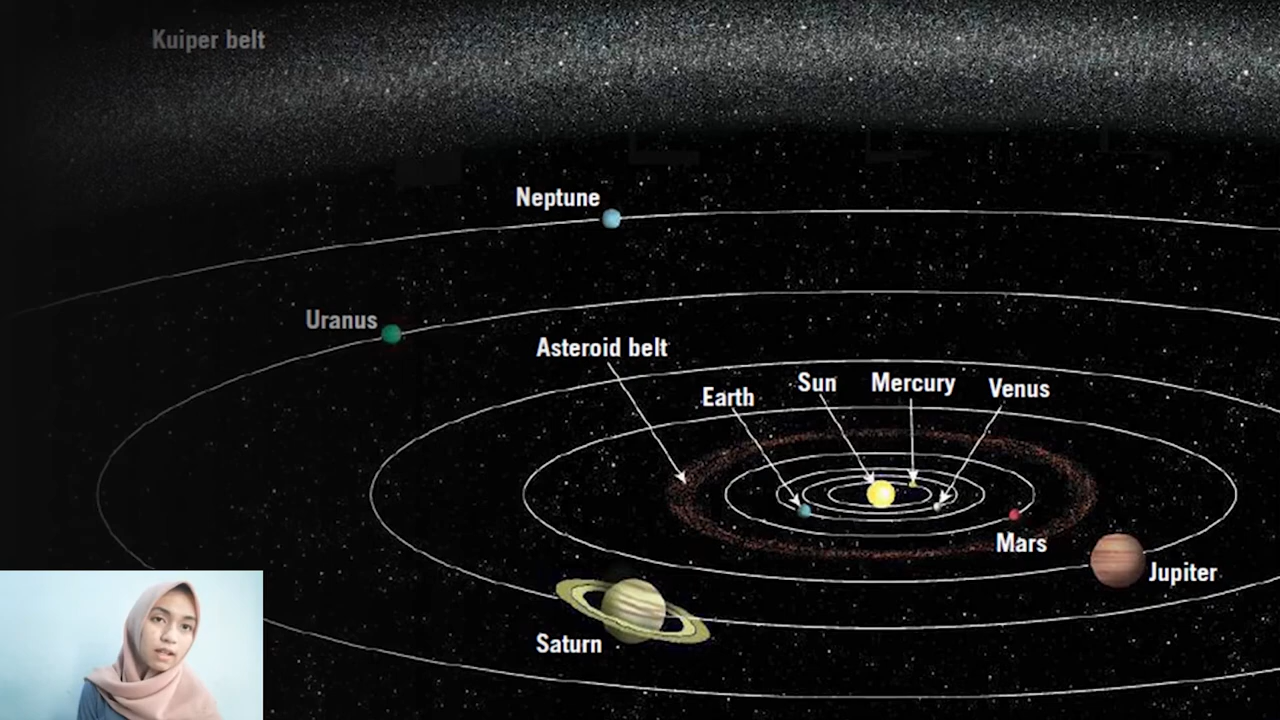 Kuiper belt
Neptune
Uranus
Asteroid belt
Earth
Sun
Mercury
Venus
Mars
Jupiter
Saturn